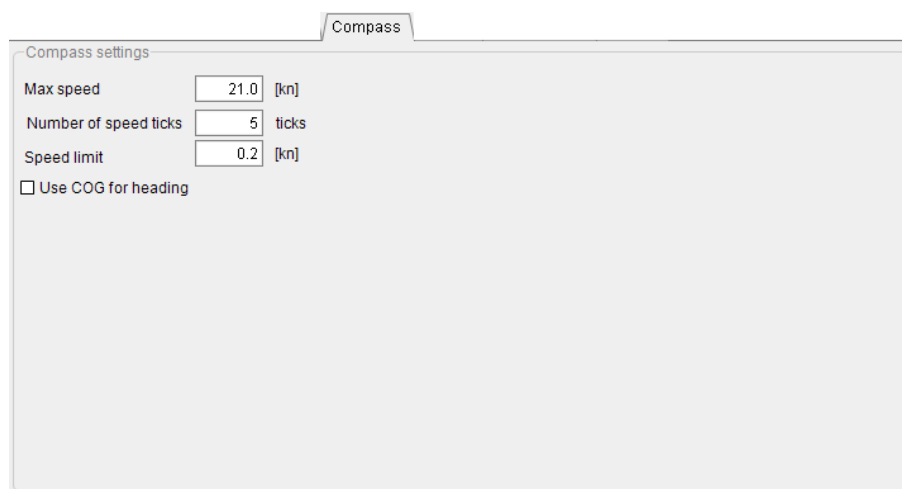 Compass
Compass settings
Max speed 21.0 [kn]
Number of speed ticks 5 ticks
Speed limit 0.2 [kn]
Use COG for heading